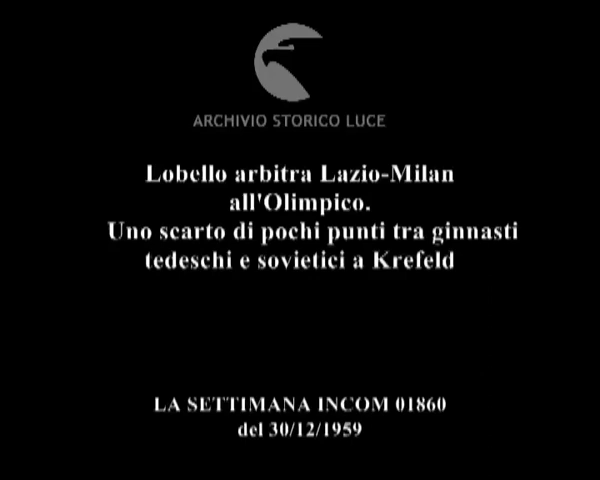 ARCHIVIO STORICO LUCE
Lobello arbitra Lazio-Milan
all'Olimpico.
Uno scarto di pochi punti tra ginnasti
tedeschi e sovietici a Krefeld
LA SETTIMANA INCOM 01860
del 30/12/1959